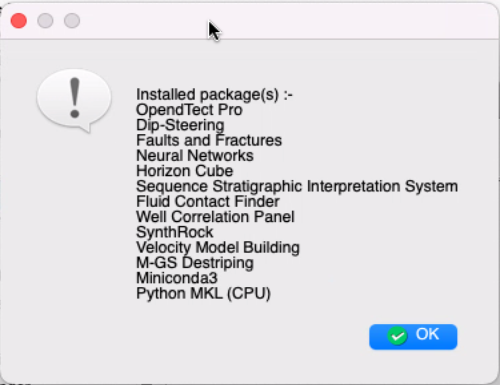 Installed package(s) :-
OpendTect Pro
Dip-Steering
Faults and Fractures
Neural Networks
Horizon Cube
Sequence Stratigraphic Interpretation System
Fluid Contact Finder
Well Correlation Panel
SynthRock
Velocity Model Building
M-GS Destriping
Miniconda3
Python MKL (CPU)
OK